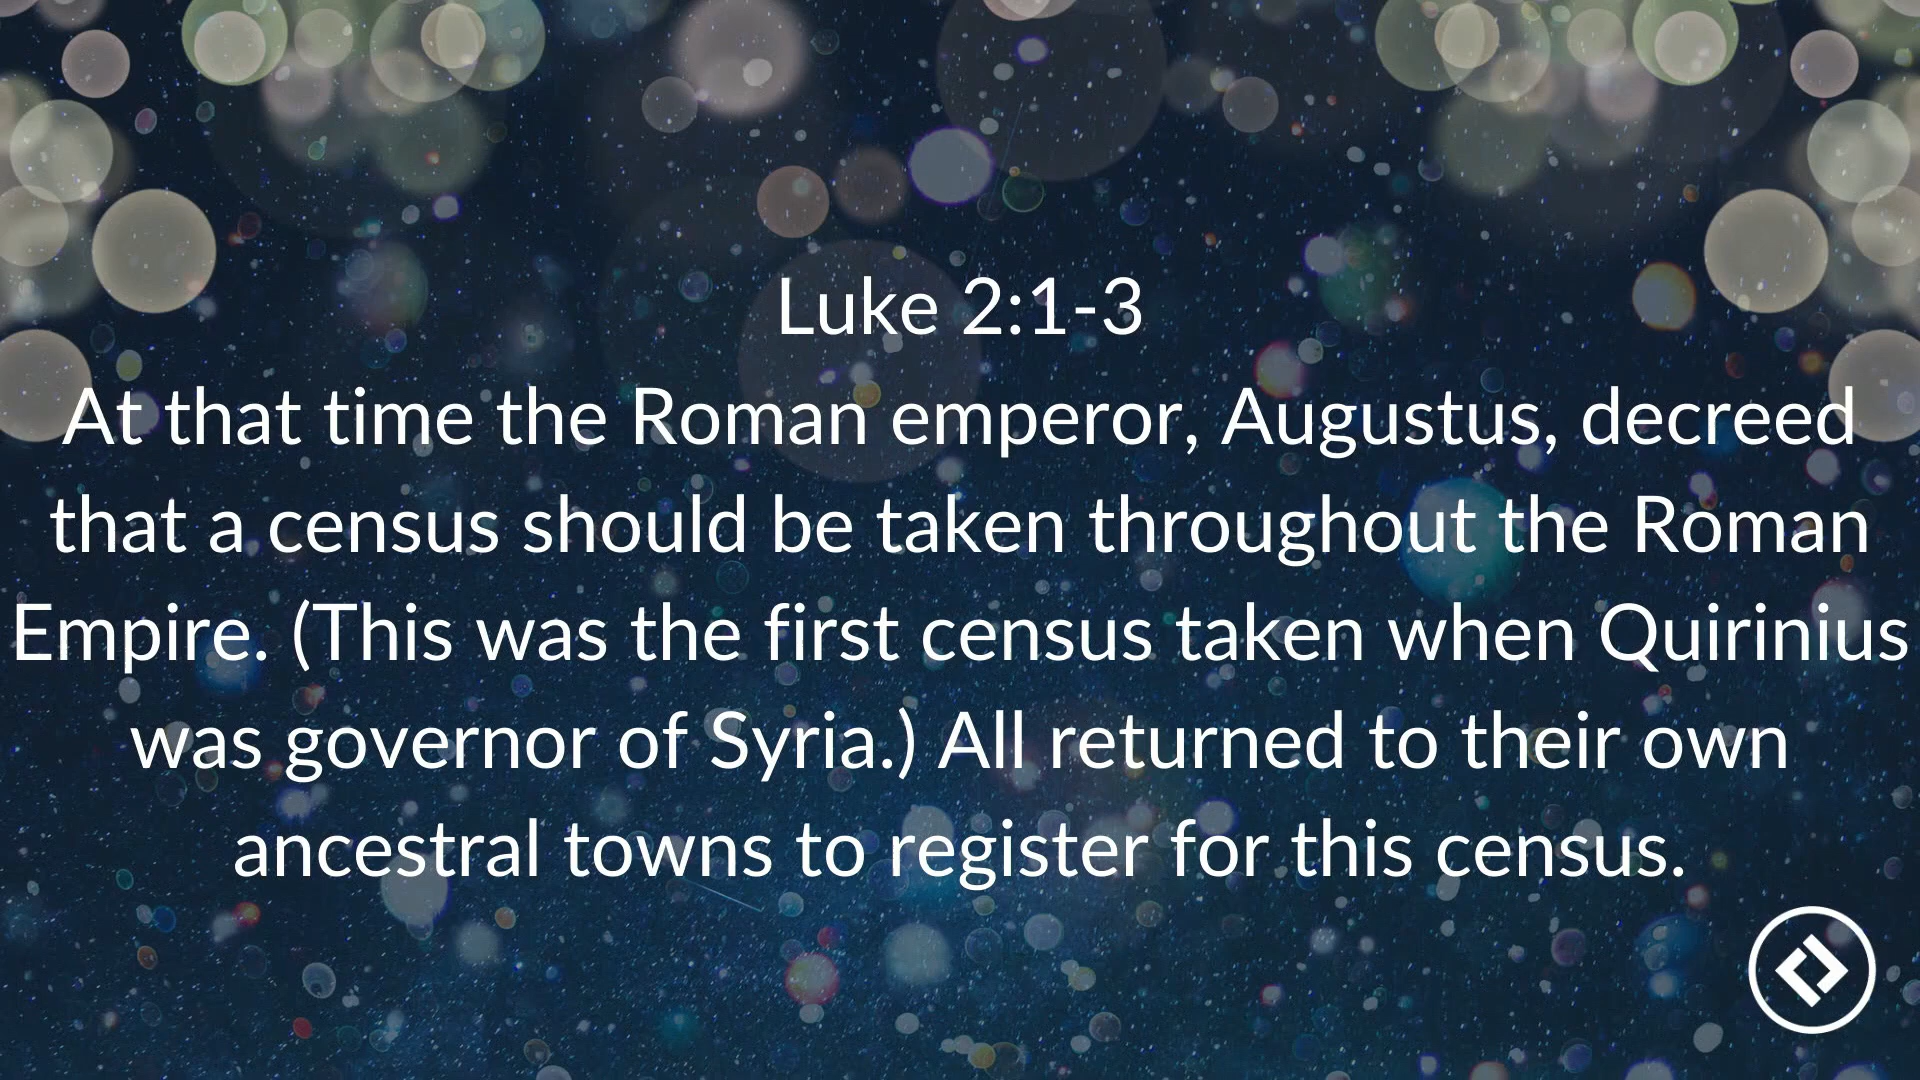 Luke 2:1-3
At that time the Roman emperor, Augustus, decreed
that a census should be taken throughout the Roman
Empire. (This was the first census taken when Quirinius
was governor of Syria.) All returned to their own
ancestral towns to register for this census.